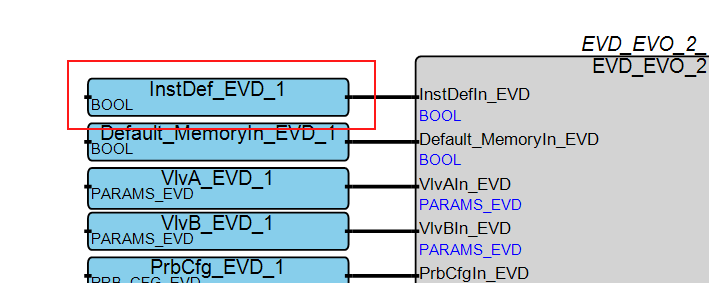 EVD_EVO_2_
EVD_EVO_2
InstDef_EVD_1
BOOL
InstDefIn_EVD
BOOL
Default_MemoryIn_EVD_1
BOOL
Default_MemoryIn_EVD
BOOL
VlvA_EVD_1
PARAMS_EVD
VlvAIn_EVD
PARAMS_EVD
VlvB_EVD_1
PARAMS_EVD
VlvBIn_EVD
PARAMS_EVD
PrbCfg_EVD_1
PRB_CFG_EVD
PrbCfgIn_EVD